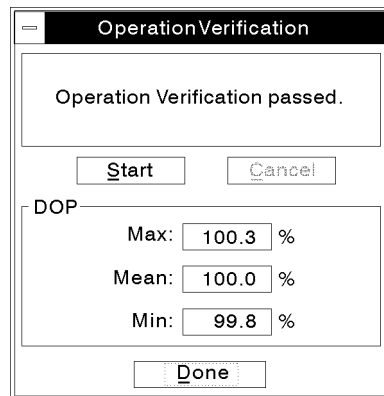 Operation Verification
Operation Verification passed.
Start Cancel
DOP
Max: 100.3 %
Mean: 100.0 %
Min: 99.8 %
Done